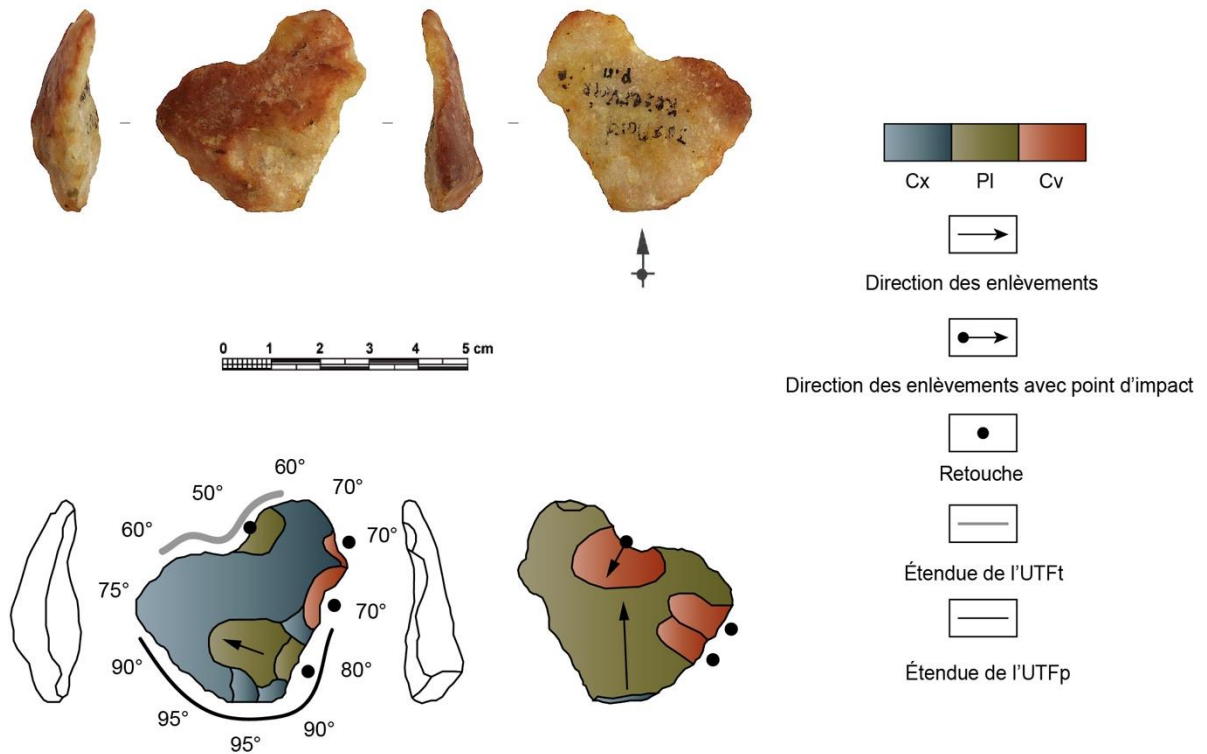 0 1 2 3 4 5 cm
Cx Pl Cv
Direction des enlèvements
Direction des enlèvements avec point d’impact
Retouche
Étendue de l’UTFt
Étendue de l’UTFp
60°
50°
60°
70°
70°
75°
70°
90°
80°
95°
90°
95°